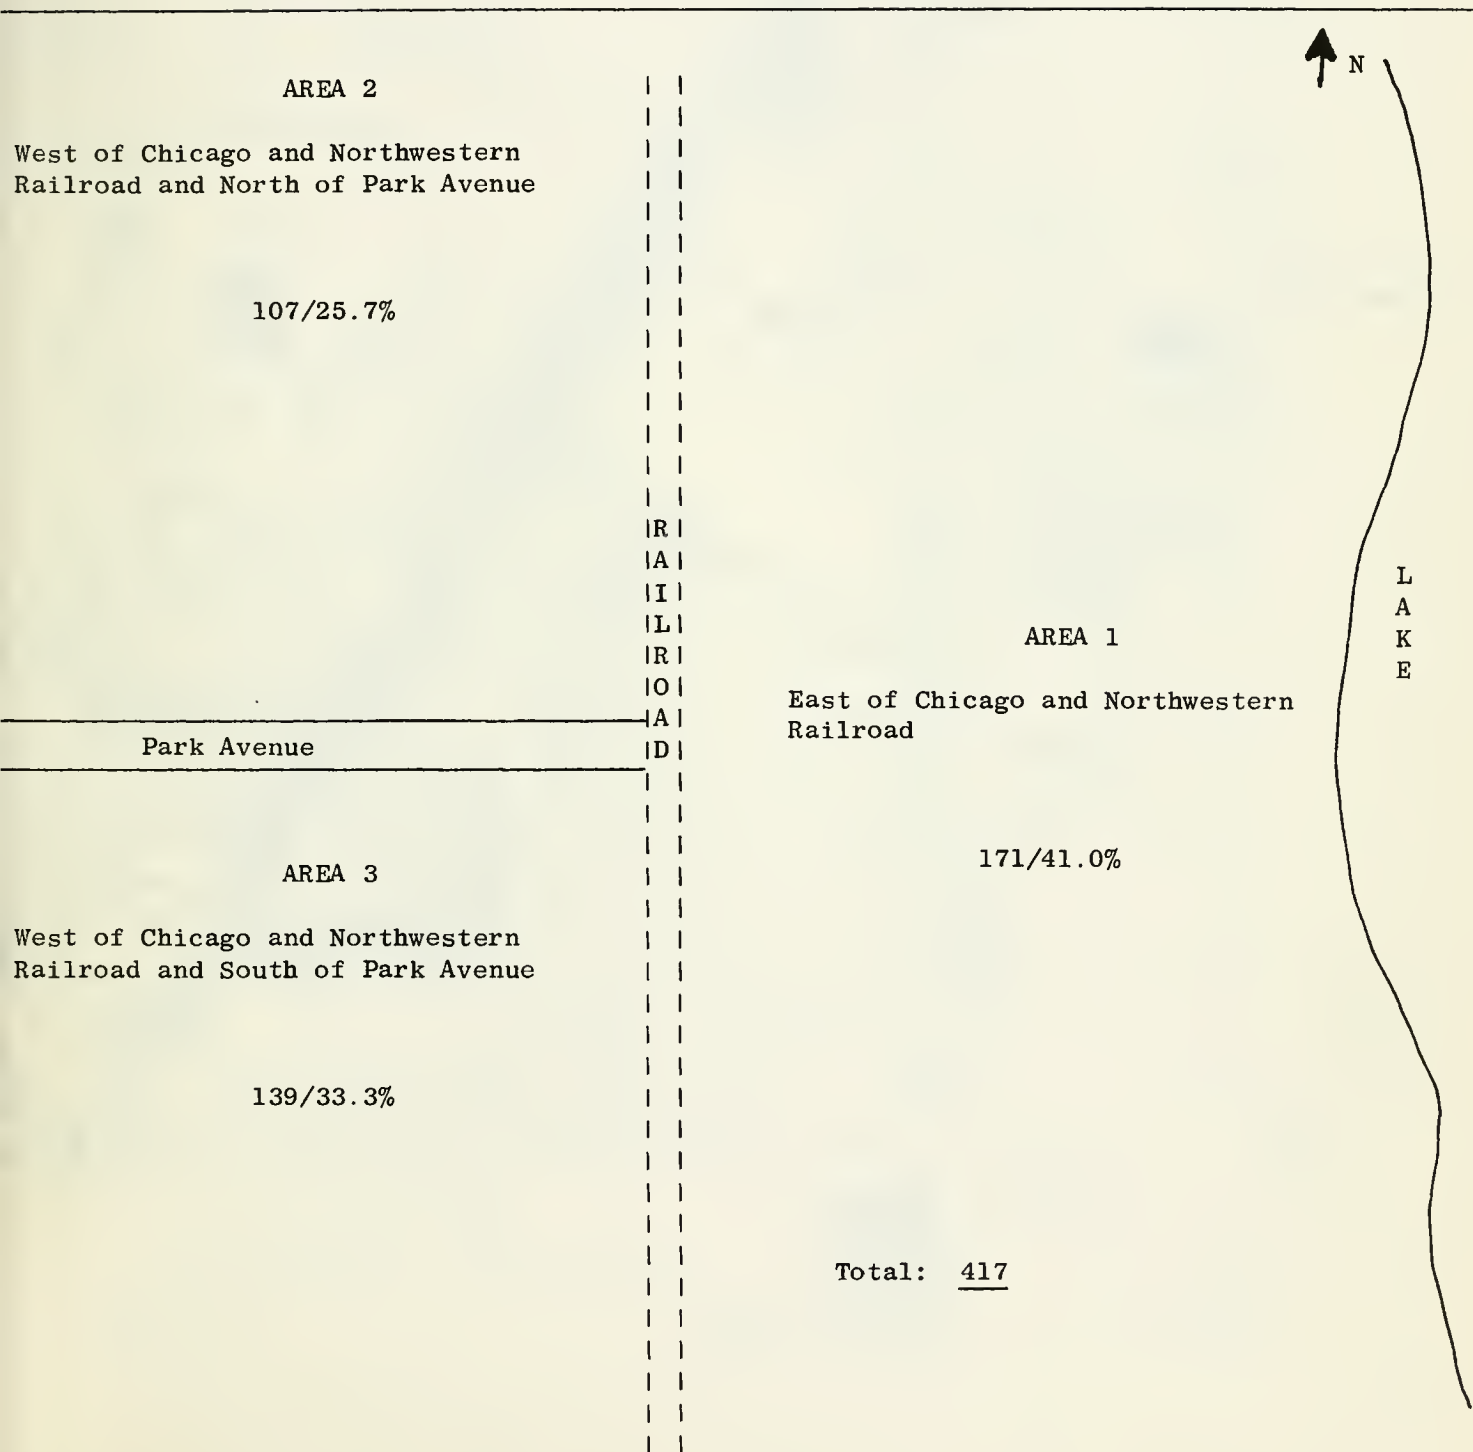 N
AREA 2
West of Chicago and Northwestern
Railroad and North of Park Avenue
107/25.7%
RAILROAD
Park Avenue
AREA 3
West of Chicago and Northwestern
Railroad and South of Park Avenue
139/33.3%
LAKE
AREA 1
East of Chicago and Northwestern
Railroad
171/41.0%
Total: 417